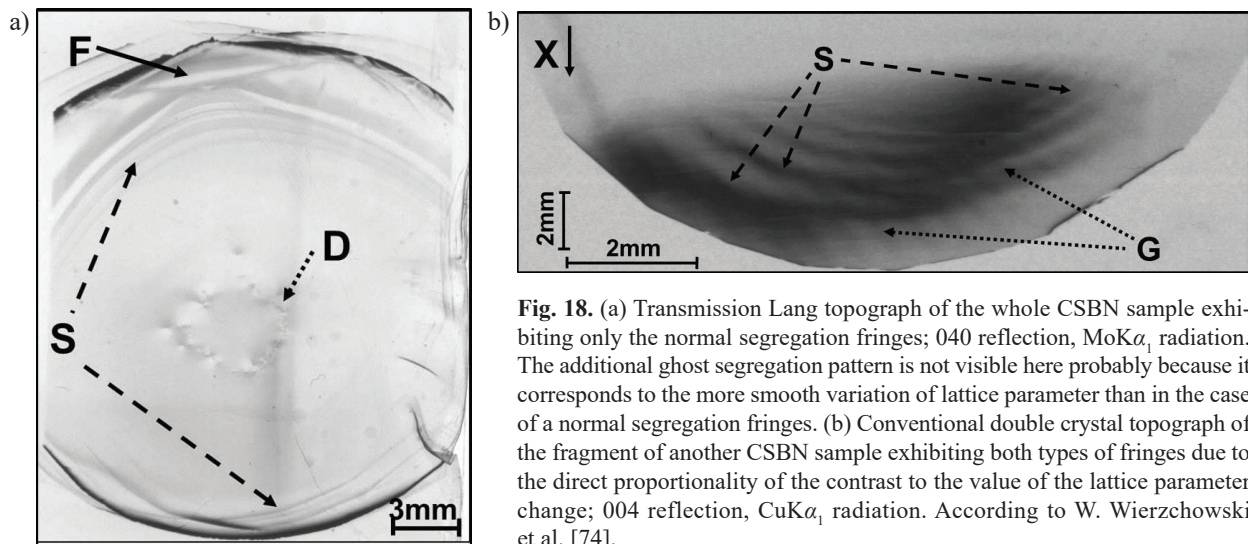 a)
F
D
S
3mm
b)
X
S
G
2mm
2mm
Fig. 18. (a) Transmission Lang topograph of the whole CSBN sample exhi-
biting only the normal segregation fringes; 040 reflection, MoKα₁ radiation.
The additional ghost segregation pattern is not visible here probably because it
corresponds to the more smooth variation of lattice parameter than in the case
of a normal segregation fringes. (b) Conventional double crystal topograph of
the fragment of another CSBN sample exhibiting both types of fringes due to
the direct proportionality of the contrast to the value of the lattice parameter
change; 004 reflection, CuKα₁ radiation. According to W. Wierzchowski
et al. [74].